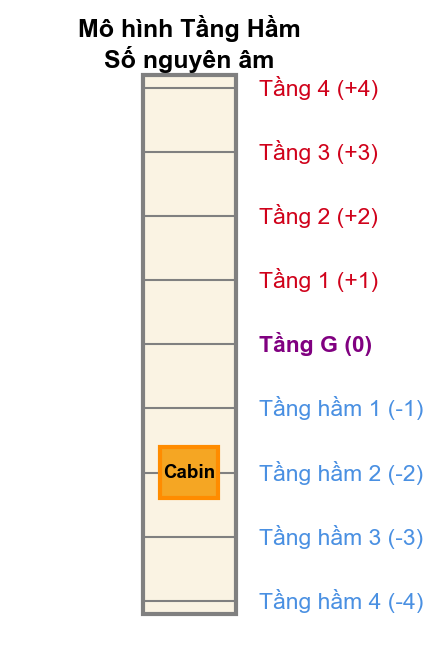 Mô hình Tầng Hầm
Số nguyên âm
Tầng 4 (+4)
Tầng 3 (+3)
Tầng 2 (+2)
Tầng 1 (+1)
Tầng G (0)
Tầng hầm 1 (-1)
Cabin
Tầng hầm 2 (-2)
Tầng hầm 3 (-3)
Tầng hầm 4 (-4)